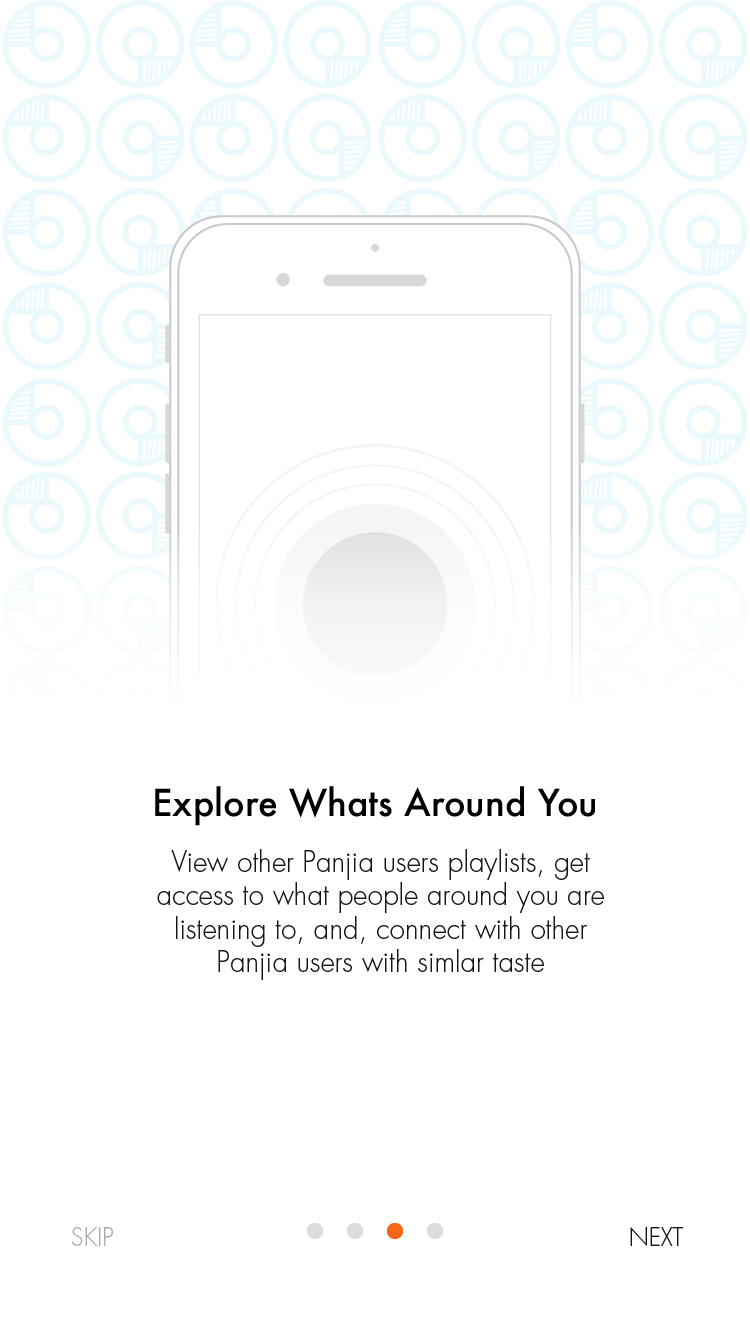 Explore Whats Around You
View other Panjia users playlists, get
access to what people around you are
listening to, and, connect with other
Panjia users with simlar taste
SKIP
NEXT